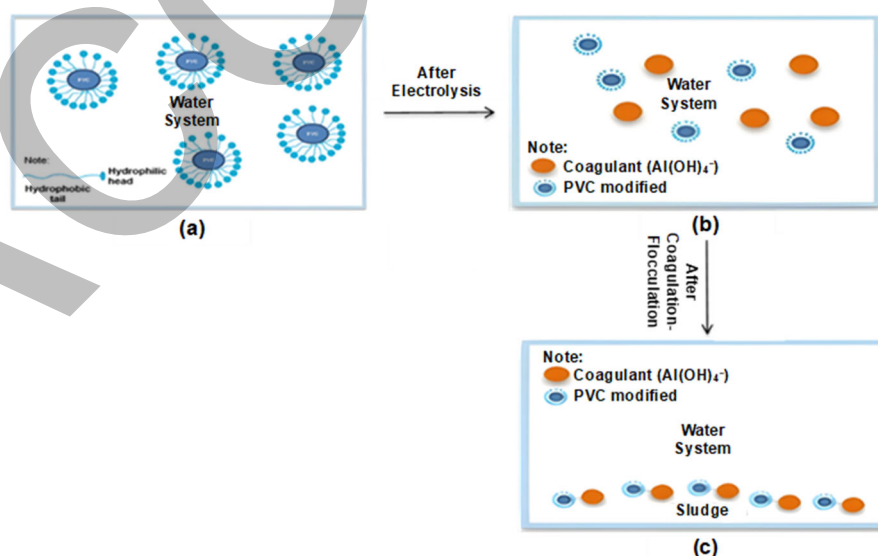 PVC
PVC
PVC
PVC
PVC
Water
System
Note:
Hydrophilic
head
Hydrophobic
tail
(a)
After
Electrolysis
Water
System
Note:
Coagulant (Al(OH)₄⁻)
PVC modified
(b)
After
Coagulation-
Flocculation
Note:
Coagulant (Al(OH)₄⁻)
PVC modified
Water
System
Sludge
(c)